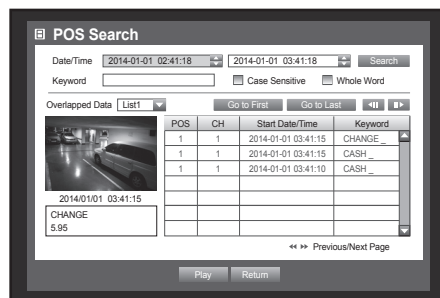 POS Search
Date/Time 2014-01-01 02:41:18 2014-01-01 03:41:18 Search
Keyword Case Sensitive Whole Word
Overlapped Data List1 Go to First Go to Last
POS CH Start Date/Time Keyword
1 1 2014-01-01 03:41:15 CHANGE _
1 1 2014-01-01 03:41:15 CASH _
1 1 2014-01-01 03:41:10 CASH _
2014/01/01 03:41:15
CHANGE
5.95
Previous/Next Page
Play Return